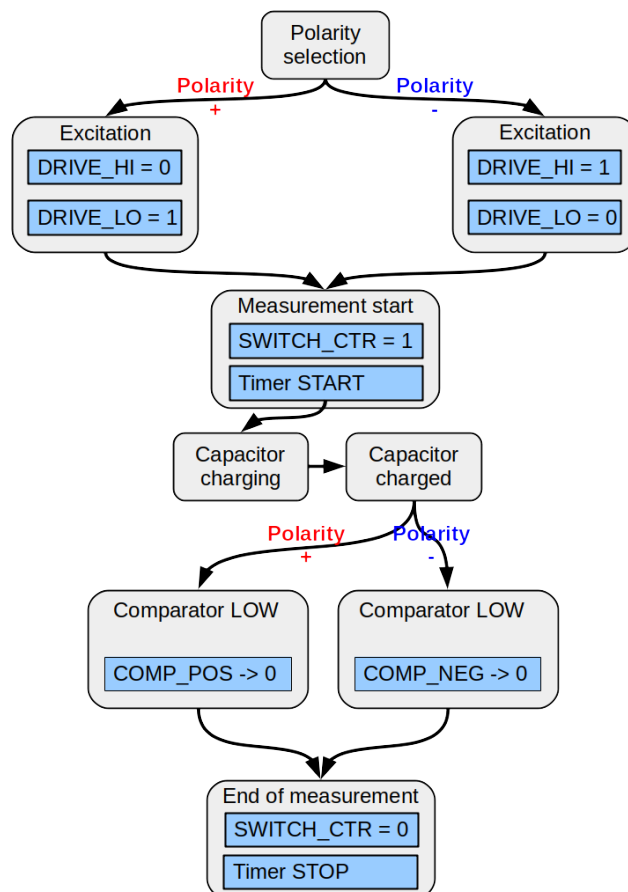 Polarity
selection
Polarity
+
Polarity
-
Excitation
DRIVE_HI = 0
DRIVE_LO = 1
Excitation
DRIVE_HI = 1
DRIVE_LO = 0
Measurement start
SWITCH_CTR = 1
Timer START
Capacitor
charging
Capacitor
charged
Polarity
+
Polarity
-
Comparator LOW
COMP_POS -> 0
Comparator LOW
COMP_NEG -> 0
End of measurement
SWITCH_CTR = 0
Timer STOP